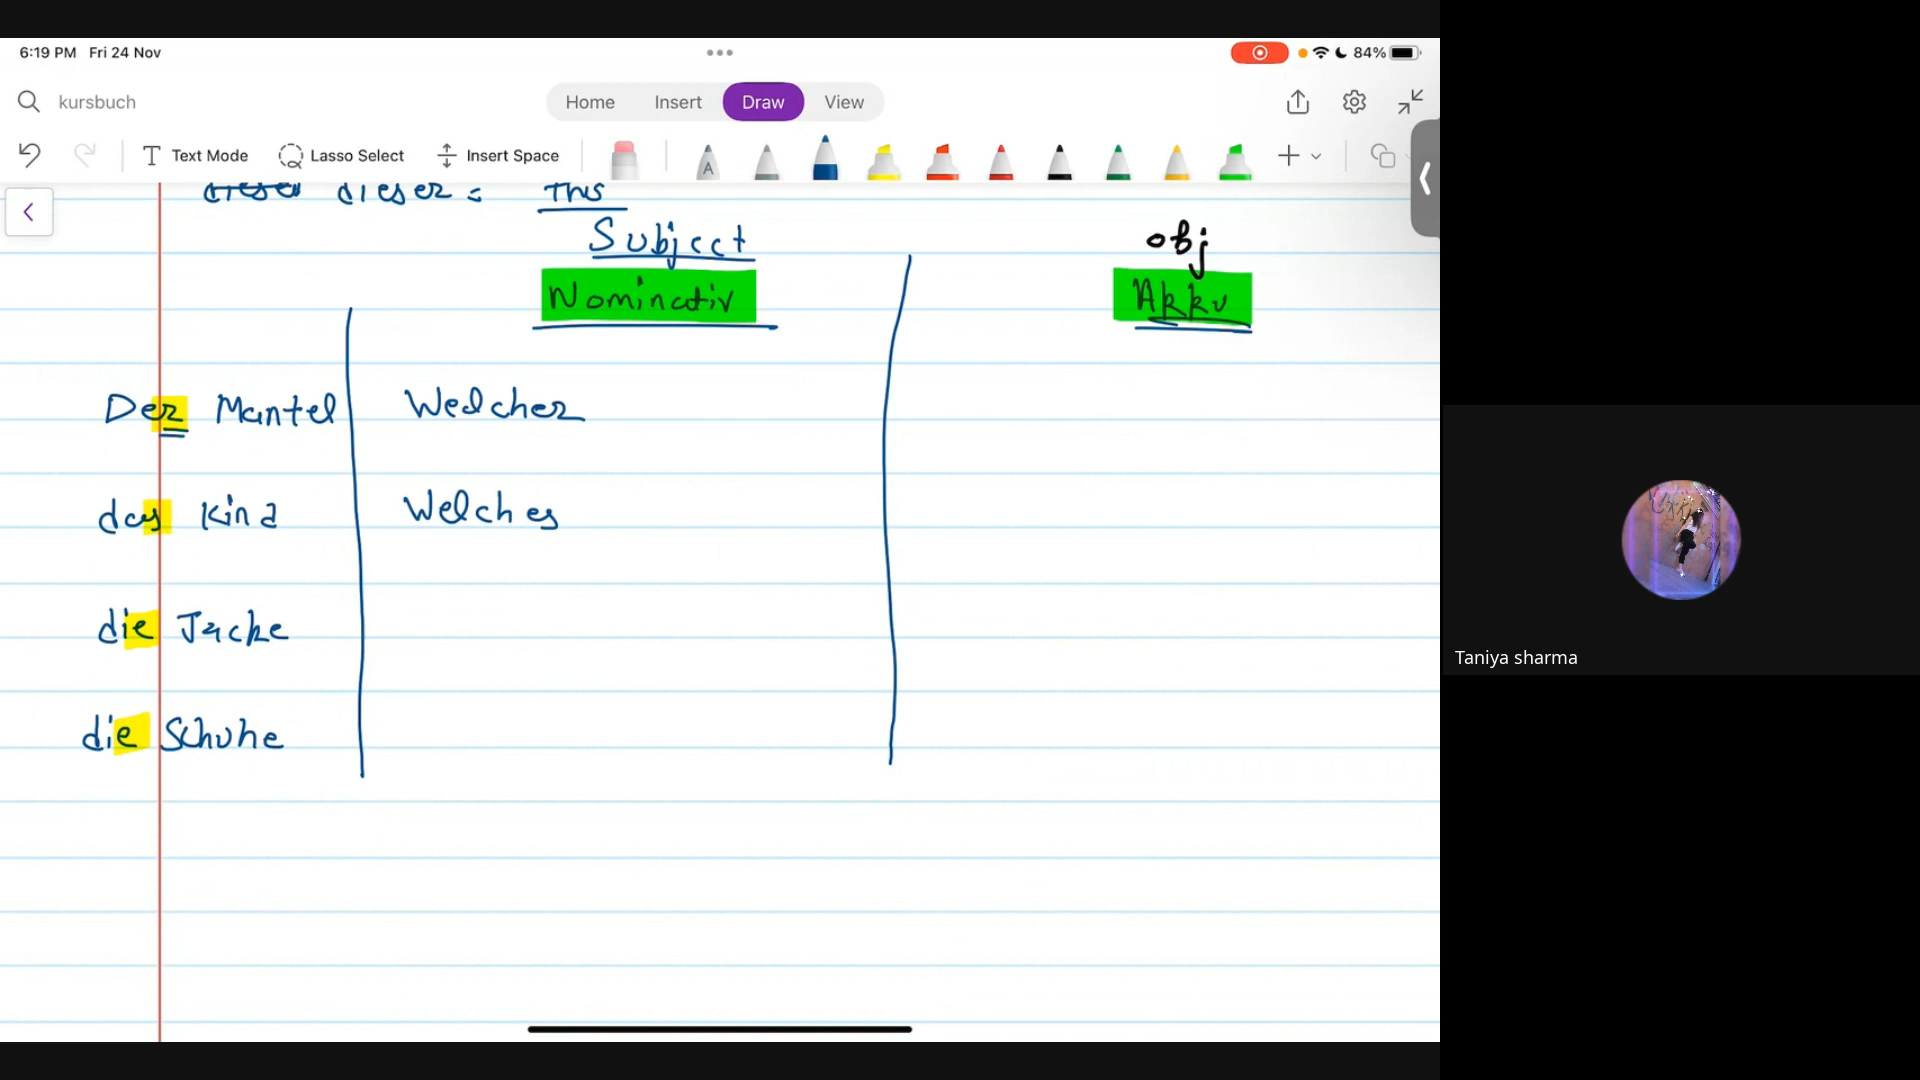 6:19 PM Fri 24 Nov
84%
kursbuch
Home Insert Draw View
Text Mode Lasso Select Insert Space
dieser = This
Subject obj
Nominativ Akku
Der Mantel Welcher
das Kind Welches
die Jacke
die Schuhe
Taniya sharma